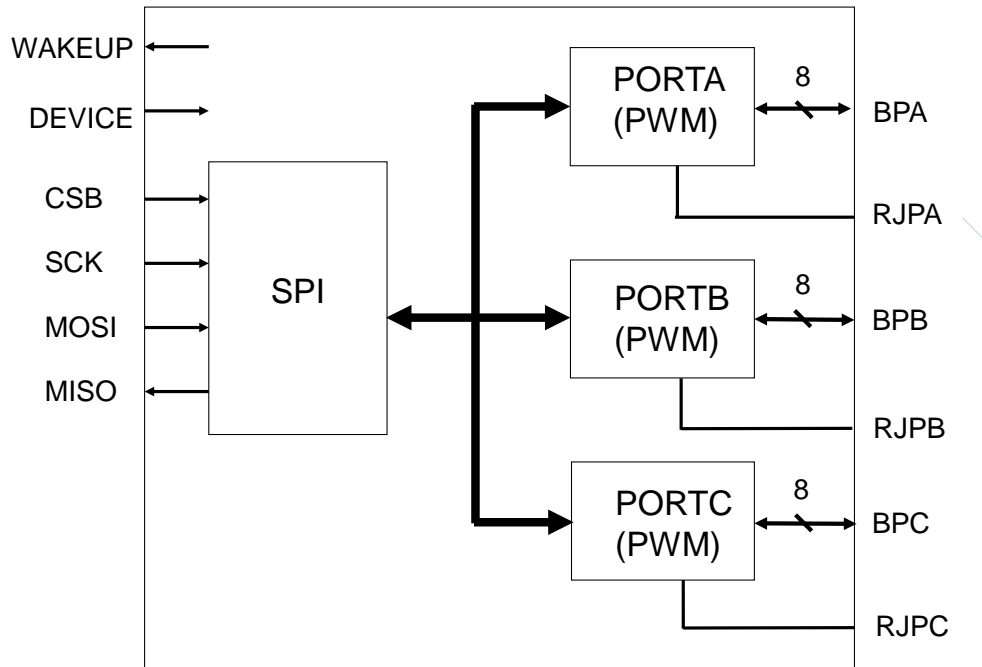 WAKEUP
DEVICE
CSB
SCK
MOSI
MISO
SPI
PORTA
(PWM)
8
BPA
RJPA
PORTB
(PWM)
8
BPB
RJPB
PORTC
(PWM)
8
BPC
RJPC